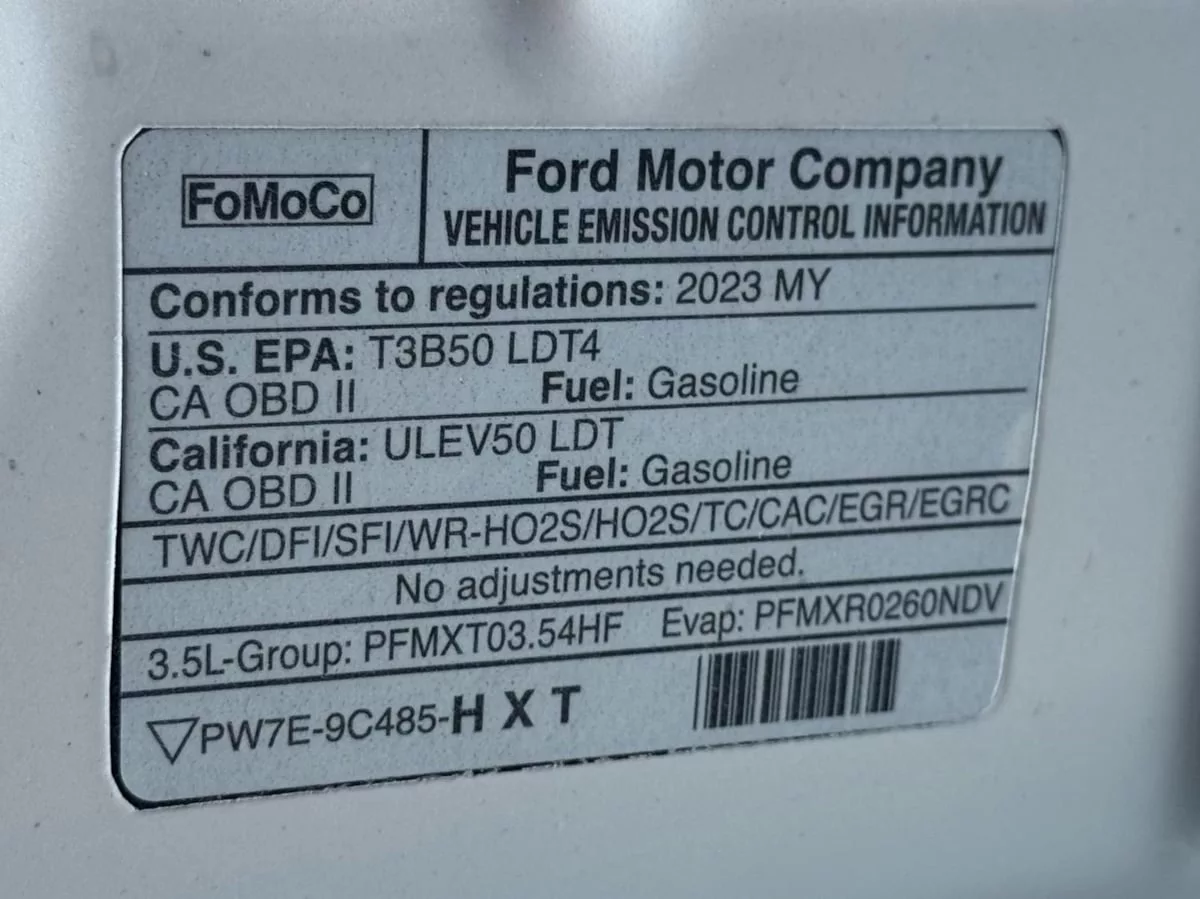 FoMoCo
Ford Motor Company
VEHICLE EMISSION CONTROL INFORMATION
Conforms to regulations: 2023 MY
U.S. EPA: T3B50 LDT4
CA OBD II Fuel: Gasoline
California: ULEV50 LDT
CA OBD II Fuel: Gasoline
TWC/DFI/SFI/WR-HO2S/HO2S/TC/CAC/EGR/EGRC
No adjustments needed.
3.5L-Group: PFMXT03.54HF Evap: PFMXR0260NDV
PW7E-9C485-H X T